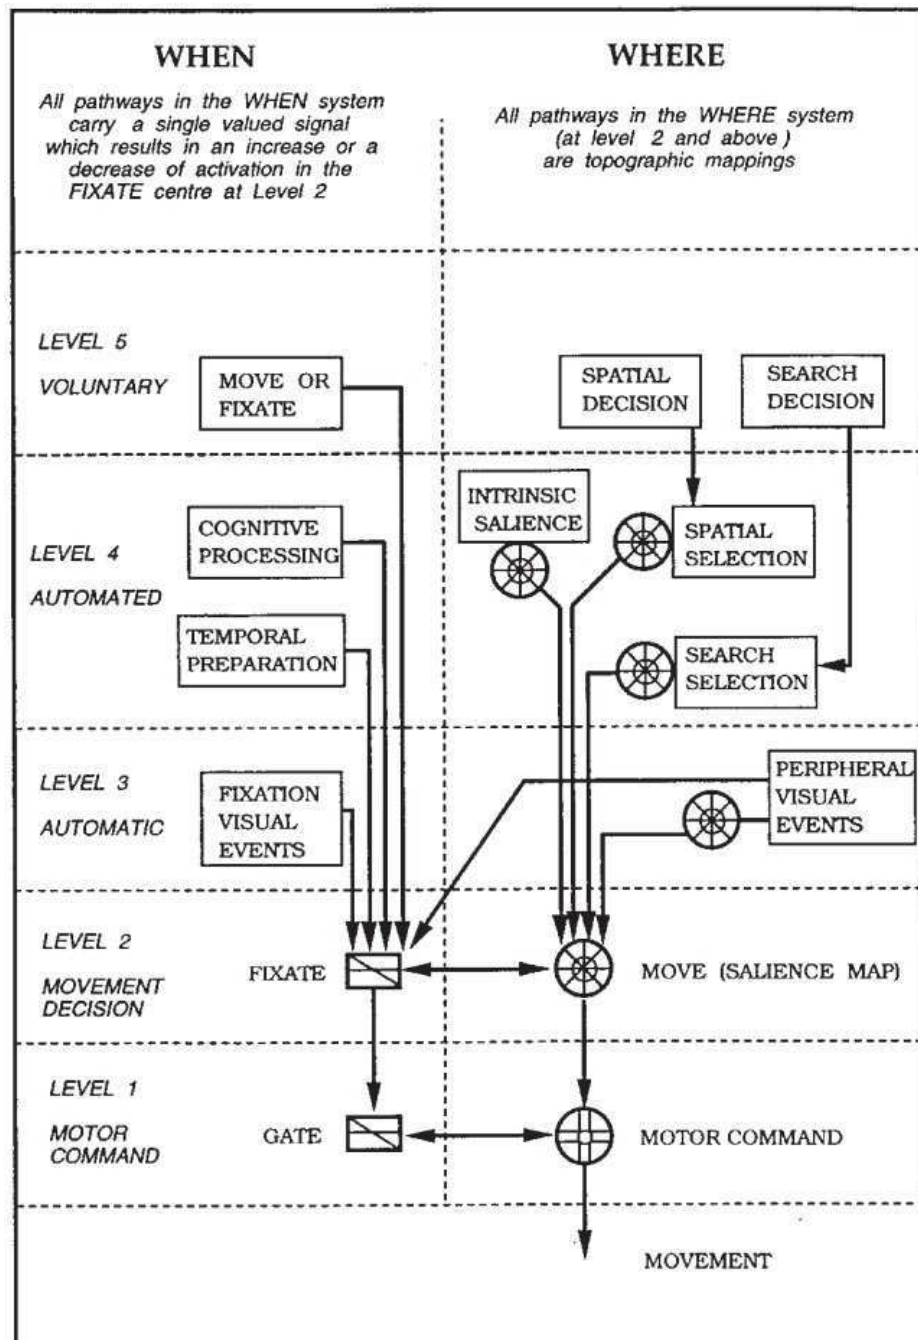 WHEN
All pathways in the WHEN system
carry a single valued signal
which results in an increase or a
decrease of activation in the
FIXATE centre at Level 2
WHERE
All pathways in the WHERE system
(at level 2 and above)
are topographic mappings
LEVEL 5
VOLUNTARY
MOVE OR
FIXATE
SPATIAL
DECISION
SEARCH
DECISION
LEVEL 4
AUTOMATED
COGNITIVE
PROCESSING
TEMPORAL
PREPARATION
INTRINSIC
SALIENCE
SPATIAL
SELECTION
SEARCH
SELECTION
LEVEL 3
AUTOMATIC
FIXATION
VISUAL
EVENTS
PERIPHERAL
VISUAL
EVENTS
LEVEL 2
MOVEMENT
DECISION
FIXATE
MOVE (SALIENCE MAP)
LEVEL 1
MOTOR
COMMAND
GATE
MOTOR COMMAND
MOVEMENT